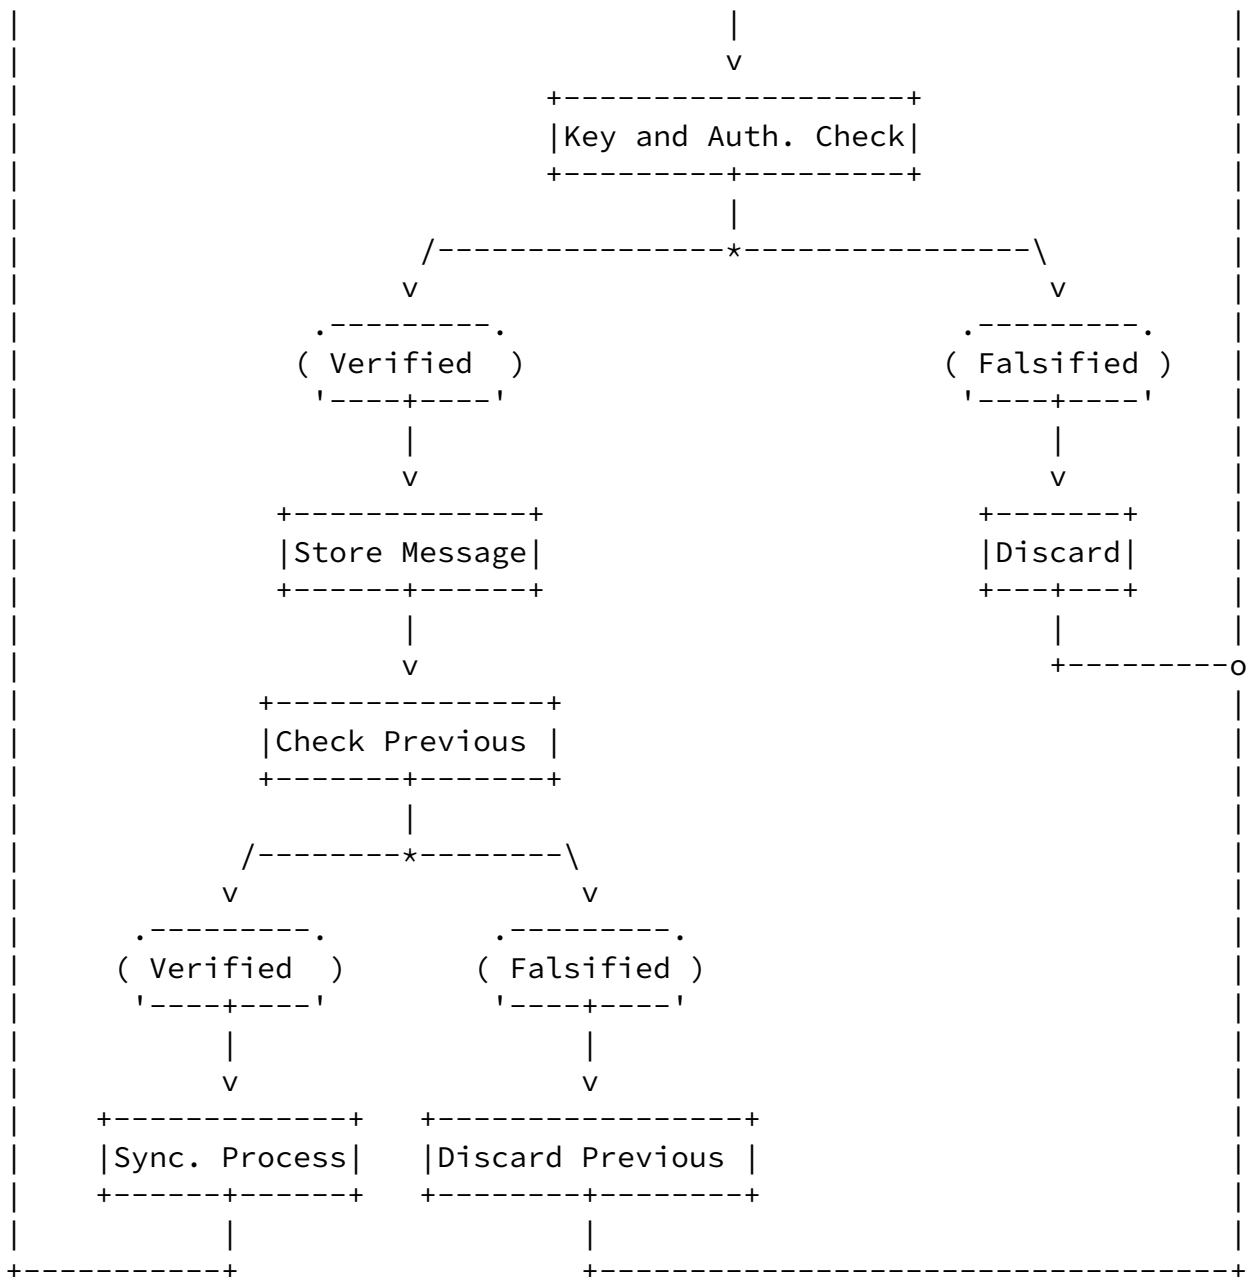 Key and Auth. Check
Verified
Falsified
Store Message
Discard
Check Previous
Verified
Falsified
Sync. Process
Discard Previous